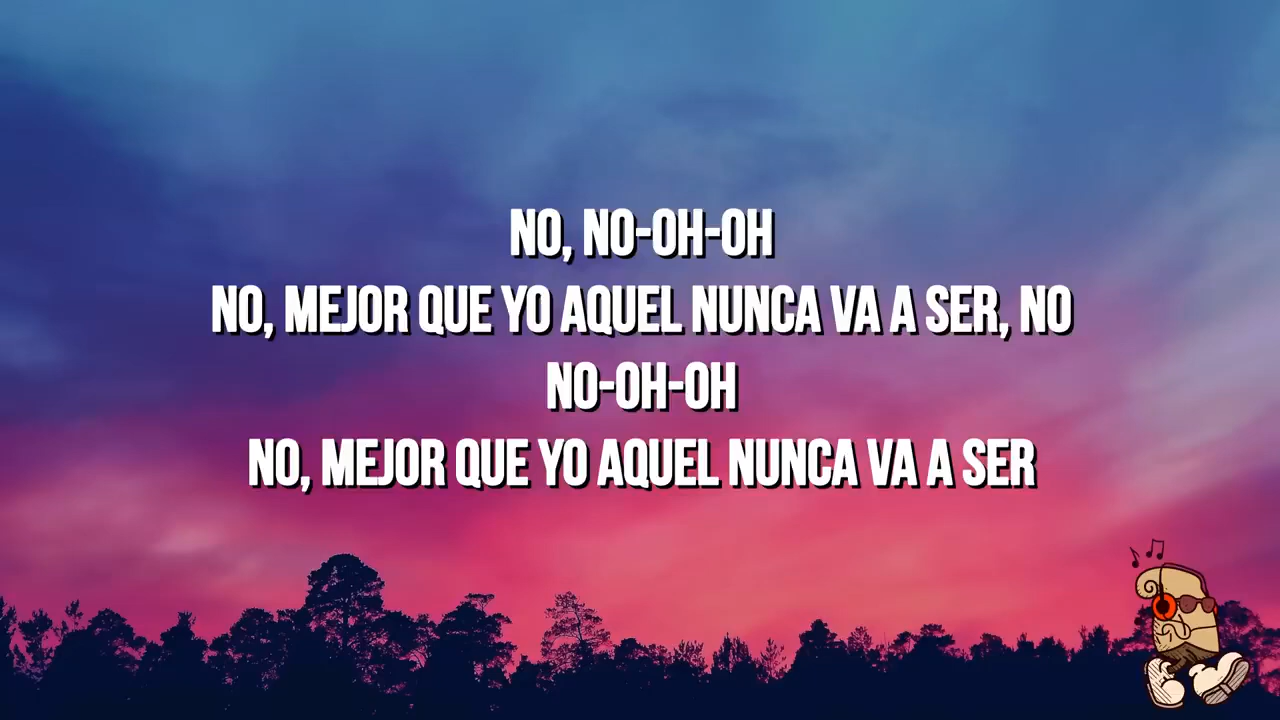 NO, NO-OH-OH
NO, MEJOR QUE YO AQUEL NUNCA VA A SER, NO
NO-OH-OH
NO, MEJOR QUE YO AQUEL NUNCA VA A SER